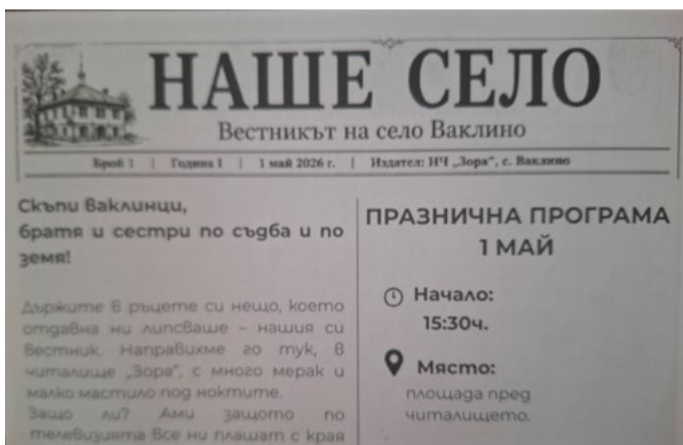 НАШЕ СЕЛО
Вестникът на село Ваклино
Брой 1 | Година I | 1 май 2026 г. | Издател: НЧ „Зора", с. Ваклино
Скъпи Ваклинци,
братя и сестри по съдба и по
земя!
Държите в ръцете си нещо, което
отдавна ни липсваше – нашия си
вестник. Направихме го тук, в
читалище „Зора", с много мерак и
малко мастило под ноктите.
Защо ли? Ами защото по
телевизията все ни плашат с края
ПРАЗНИЧНА ПРОГРАМА
1 МАЙ
Начало:
15:30ч.
Място:
площада пред
читалището.